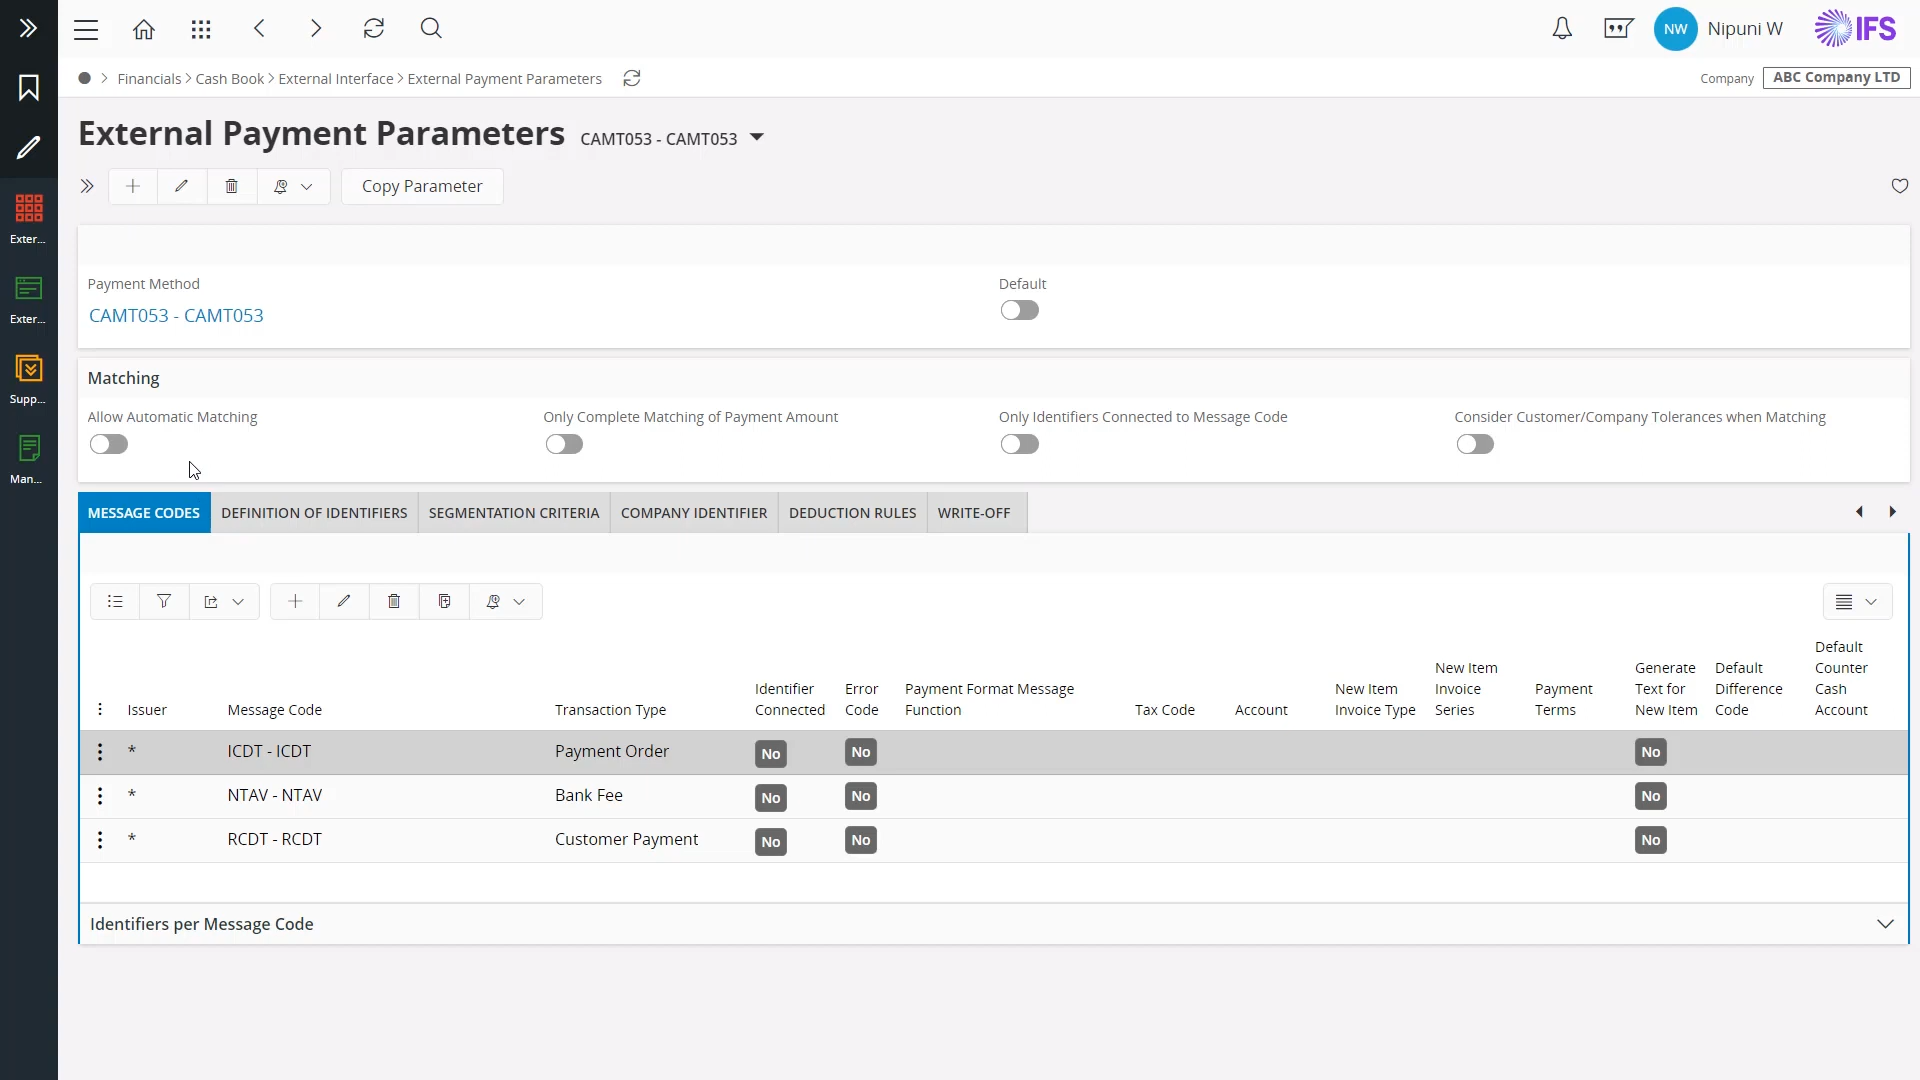 NW
Nipuni W
IFS
Financials > Cash Book > External Interface > External Payment Parameters
Company
ABC Company LTD
External Payment Parameters
CAMT053 - CAMT053
Copy Parameter
Exter...
Exter...
Supp...
Man...
Payment Method
Default
CAMT053 - CAMT053
Matching
Allow Automatic Matching
Only Complete Matching of Payment Amount
Only Identifiers Connected to Message Code
Consider Customer/Company Tolerances when Matching
MESSAGE CODES
DEFINITION OF IDENTIFIERS
SEGMENTATION CRITERIA
COMPANY IDENTIFIER
DEDUCTION RULES
WRITE-OFF
Issuer
Message Code
Transaction Type
Identifier
Connected
Error
Code
Payment Format Message
Function
Tax Code
Account
New Item
Invoice Type
New Item
Invoice
Series
Payment
Terms
Generate
Text for
New Item
Default
Difference
Code
Default
Counter
Cash
Account
* ICDT - ICDT Payment Order No No No
* NTAV - NTAV Bank Fee No No No
* RCDT - RCDT Customer Payment No No No
Identifiers per Message Code